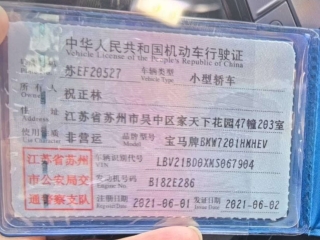 中华人民共和国机动车行驶证
Vehicle License of the People's Republic of China
苏EF20527 车辆类型 小型轿车
Vehicle Type
所有人 祝正林
Owner
住址 江苏省苏州市吴中区家天下花园47幢203室
使用性质 非营运 品牌型号 宝马牌BMW7201HMHEV
Model
江苏省苏州市公安局交通警察支队
车辆识别代号 LBV21BD0XMS067904
VIN
发动机号码 B182E286
Engine No.
注册日期 2021-06-01 发证日期 2021-06-02
Register Date Issue Date